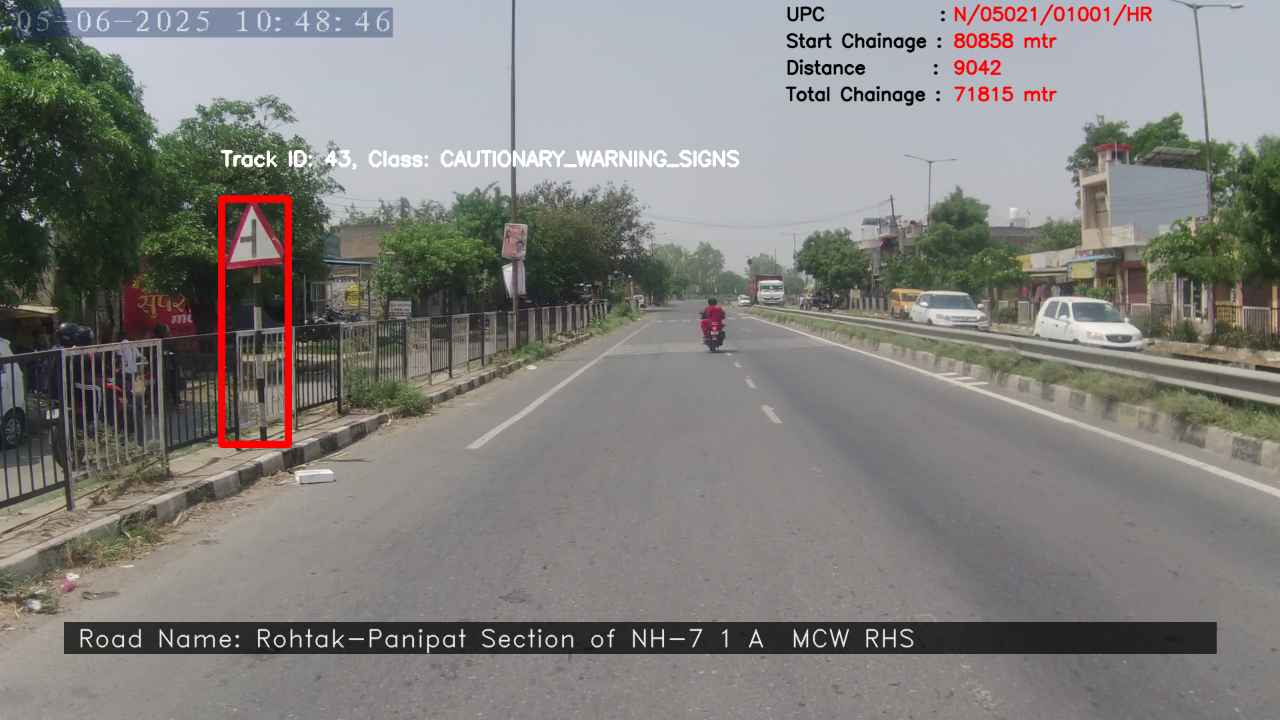 05-06-2025 10:48:46
UPC : N/05021/01001/HR
Start Chainage : 80858 mtr
Distance : 9042
Total Chainage : 71815 mtr
Track ID: 43, Class: CAUTIONARY_WARNING_SIGNS
सुपर
Road Name: Rohtak-Panipat Section of NH-7 1 A MCW RHS